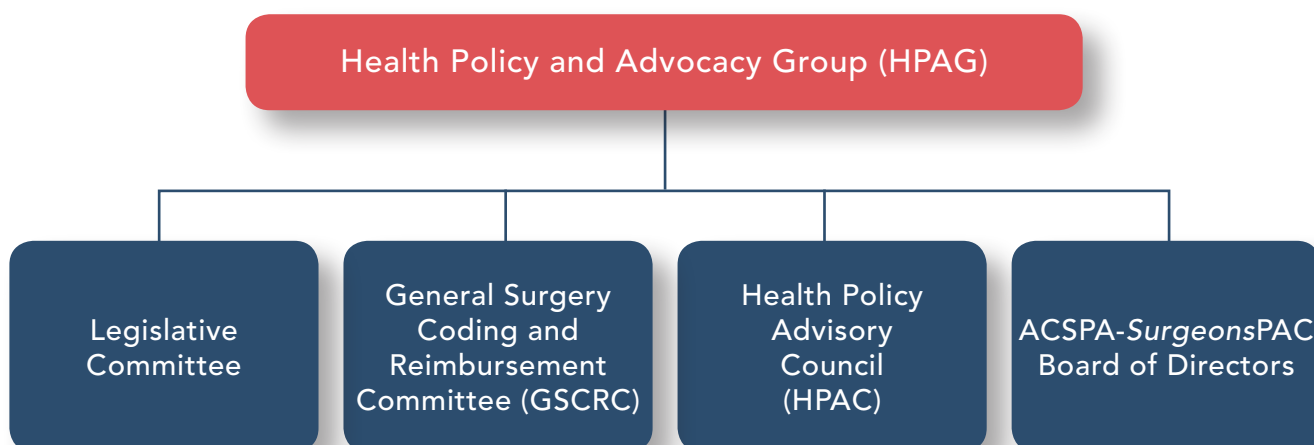 Health Policy and Advocacy Group (HPAG)
Legislative
Committee
General Surgery
Coding and
Reimbursement
Committee (GSCRC)
Health Policy
Advisory
Council
(HPAC)
ACSPA-SurgeonsPAC
Board of Directors